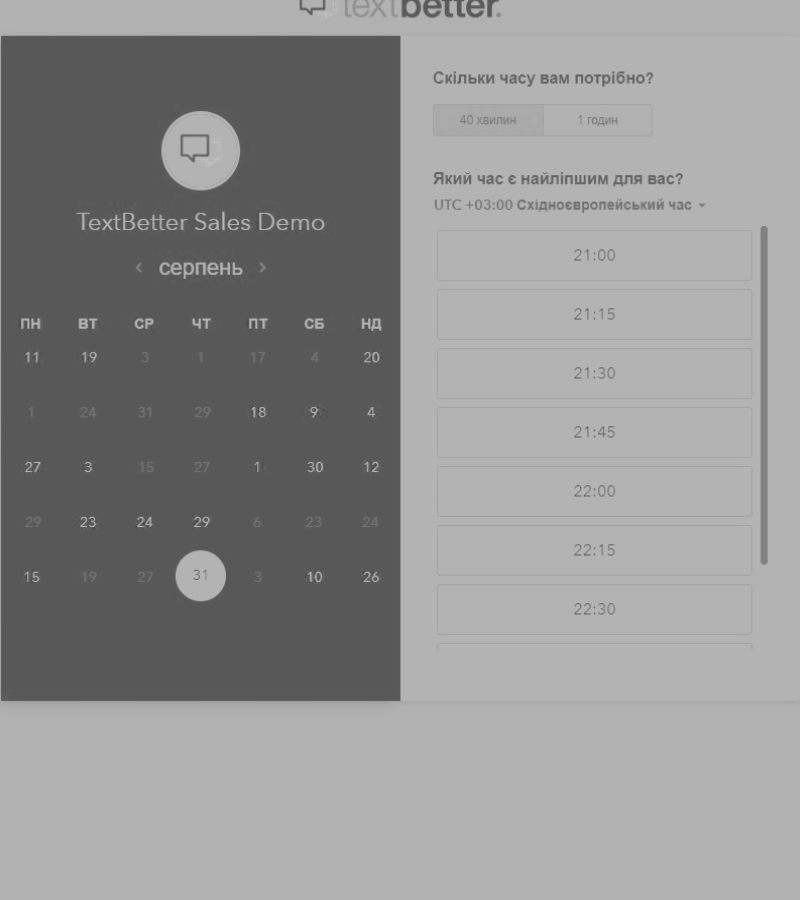 textbetter.
TextBetter Sales Demo
серпень
ПН ВТ СР ЧТ ПТ СБ НД
11 19 3 1 17 4 20
1 24 31 29 18 9 4
27 3 15 27 1 30 12
29 23 24 29 6 23 24
15 19 27 31 3 10 26
Скільки часу вам потрібно?
40 хвилин 1 годин
Який час є найліпшим для вас?
UTC +03:00 Східноєвропейський час
21:00
21:15
21:30
21:45
22:00
22:15
22:30